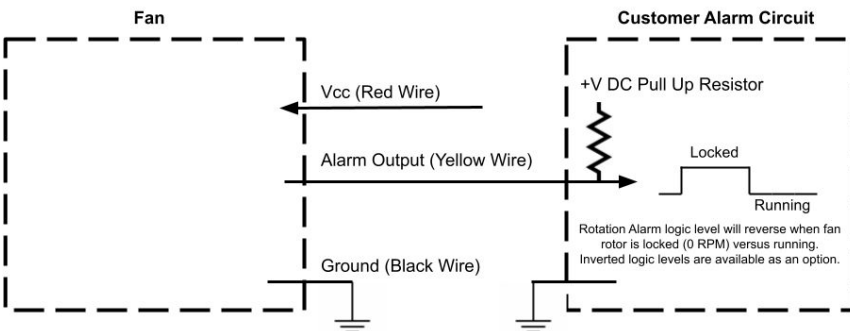 Fan
Customer Alarm Circuit
Vcc (Red Wire)
+V DC Pull Up Resistor
Alarm Output (Yellow Wire)
Locked
Running
Rotation Alarm logic level will reverse when fan
rotor is locked (0 RPM) versus running.
Inverted logic levels are available as an option.
Ground (Black Wire)